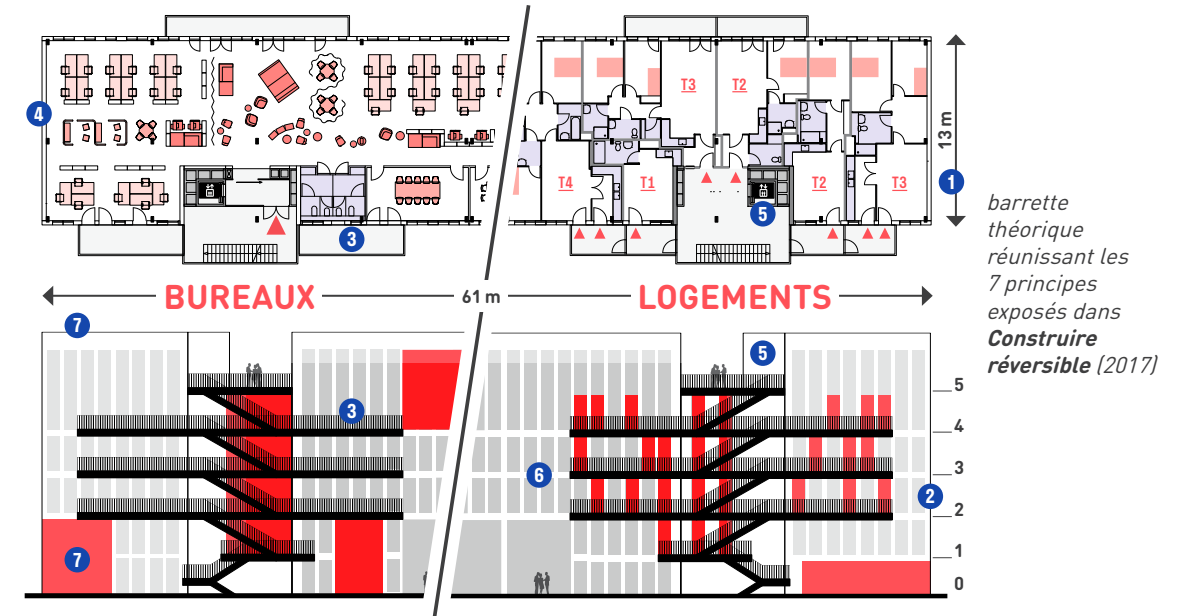 T3
T2
4
13 m
T4
T1
T2
T3
1
5
3
barrette
théorique
réunissant les
7 principes
exposés dans
Construire
réversible (2017)
BUREAUX
61 m
LOGEMENTS
7
5
5
3
4
6
3
2
2
7
1
0